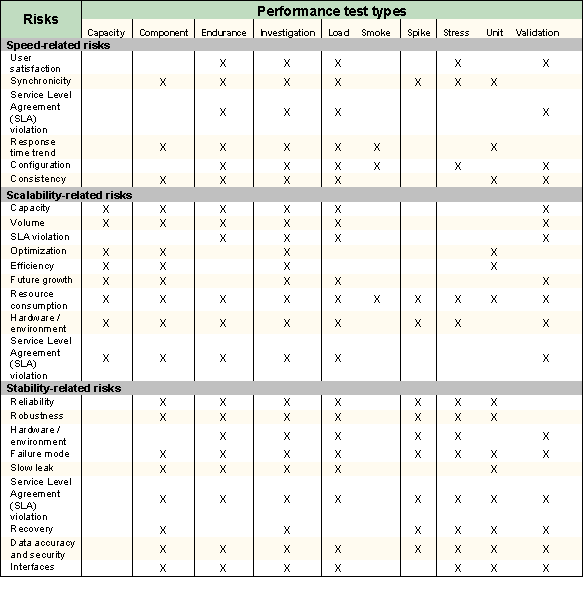 Risks
Performance test types
Capacity Component Endurance Investigation Load Smoke Spike Stress Unit Validation
Speed-related risks
User
satisfaction X X X X X
Synchronicity X X X X X X X
Service Level
Agreement
(SLA) X X X X
violation
Response
time trend X X X X X X
Configuration X X X X X X
Consistency X X X X X X
Scalability-related risks
Capacity X X X X X X
Volume X X X X X X
SLA violation X X X X
Optimization X X X X
Efficiency X X X X
Future growth X X X X X
Resource
consumption X X X X X X X X X X
Hardware /
environment X X X X X X X X
Service Level
Agreement
(SLA) X X X X X X
violation
Stability-related risks
Reliability X X X X X X X
Robustness X X X X X X X
Hardware /
environment X X X X X X
Failure mode X X X X X X X X
Slow leak X X X X X
Service Level
Agreement
(SLA) X X X X X X X X
violation
Recovery X X X X X X
Data accuracy
and security X X X X X X X X
Interfaces X X X X X X X